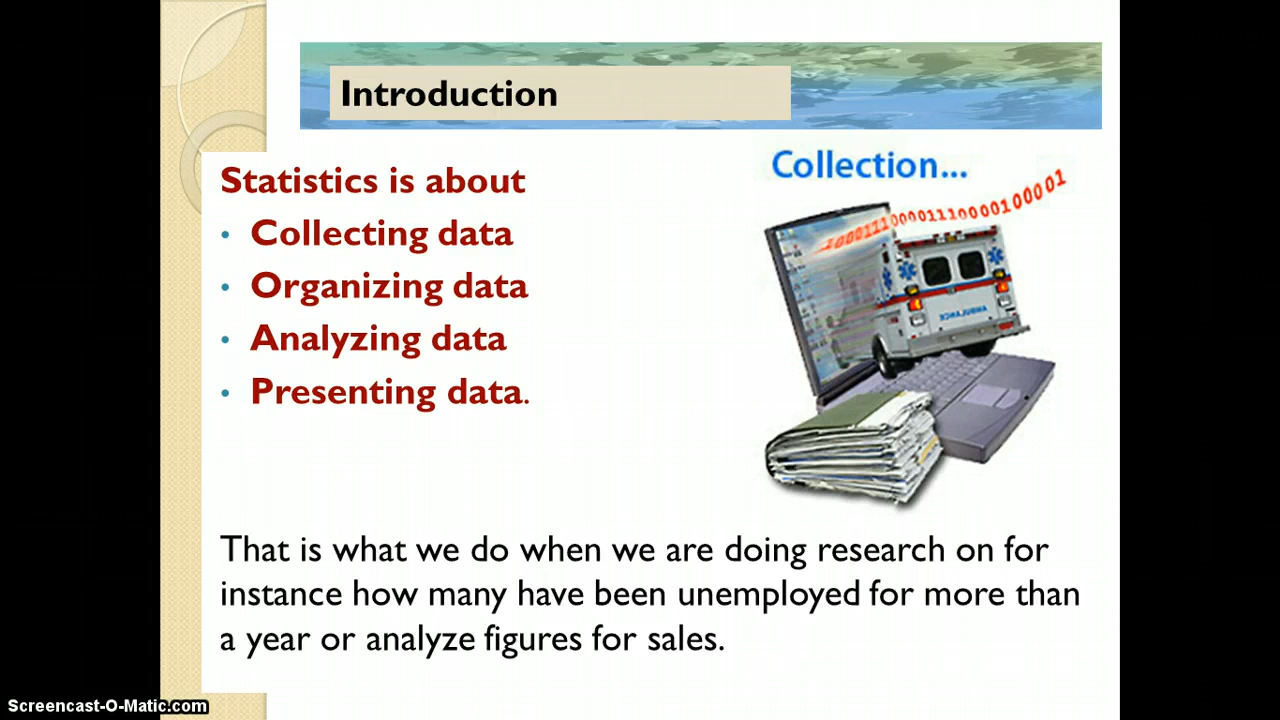 Introduction
Statistics is about
Collection...
• Collecting data
• Organizing data
• Analyzing data
• Presenting data.
100011100001110000100001
AMBULANCE
That is what we do when we are doing research on for
instance how many have been unemployed for more than
a year or analyze figures for sales.
Screencast-O-Matic.com